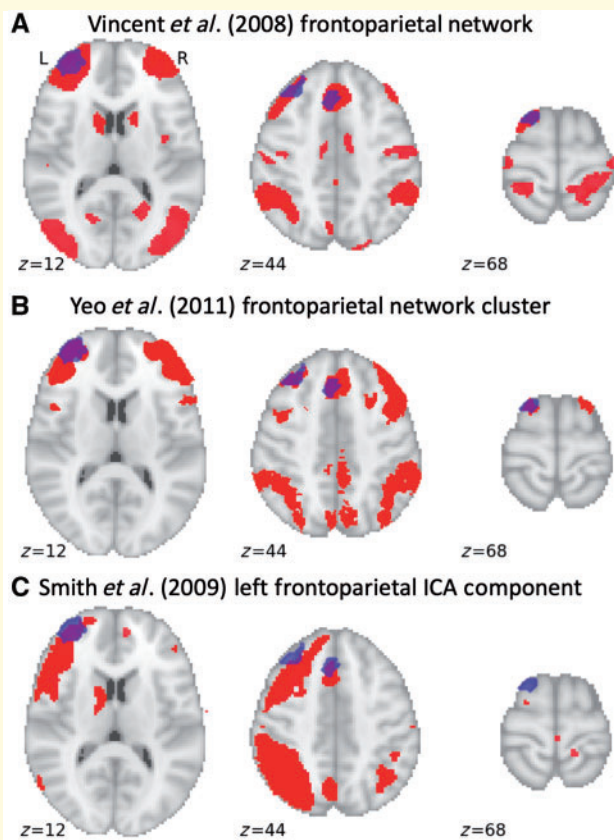 A Vincent et al. (2008) frontoparietal network
L R
z=12 z=44 z=68
B Yeo et al. (2011) frontoparietal network cluster
z=12 z=44 z=68
C Smith et al. (2009) left frontoparietal ICA component
z=12 z=44 z=68